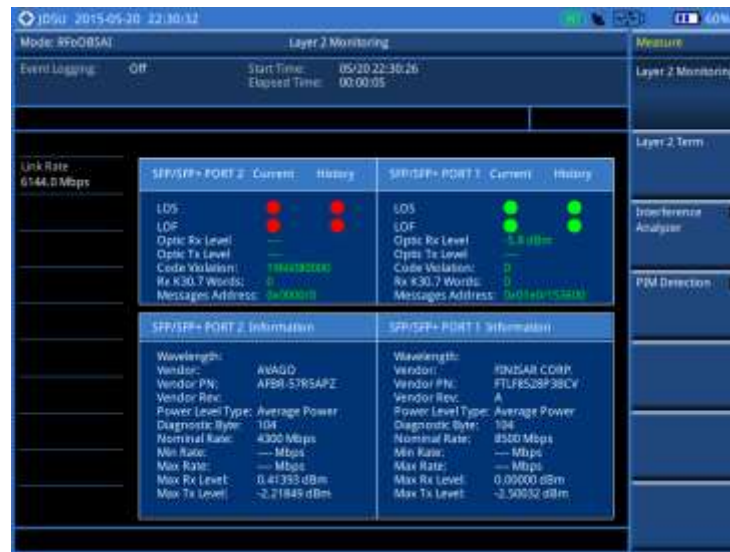 JDSU 2015-05-20 22:30:32 60%
Mode: RFoOBSAI Layer 2 Monitoring Measure
Event Logging: Off Start Time: 05/20 22:30:26
Elapsed Time: 00:00:05
Layer 2 Monitoring
Layer 2 Term
Interference Analyzer
PIM Detection
Link Rate
6144.0 Mbps
SFP/SFP+ PORT 2 Current History
LOS
LOF
Optic Rx Level ---
Optic Tx Level ---
Code Violation:
Rx K30.7 Words: 0
Messages Address:
SFP/SFP+ PORT 1 Current History
LOS
LOF
Optic Rx Level dBm
Optic Tx Level ---
Code Violation: 0
Rx K30.7 Words: 0
Messages Address:
SFP/SFP+ PORT 2 Information
Wavelength:
Vendor: AVAGO
Vendor PN: AFBR-57R5APZ
Vendor Rev:
Power Level Type: Average Power
Diagnostic Byte: 104
Nominal Rate: 4300 Mbps
Min Rate: --- Mbps
Max Rate: --- Mbps
Max Rx Level: 0.41393 dBm
Max Tx Level: -2.21849 dBm
SFP/SFP+ PORT 1 Information
Wavelength:
Vendor: FINISAR CORP.
Vendor PN: FTLF8528P3BCV
Vendor Rev: A
Power Level Type: Average Power
Diagnostic Byte: 104
Nominal Rate: 8500 Mbps
Min Rate: --- Mbps
Max Rate: --- Mbps
Max Rx Level: 0.00000 dBm
Max Tx Level: -2.50032 dBm